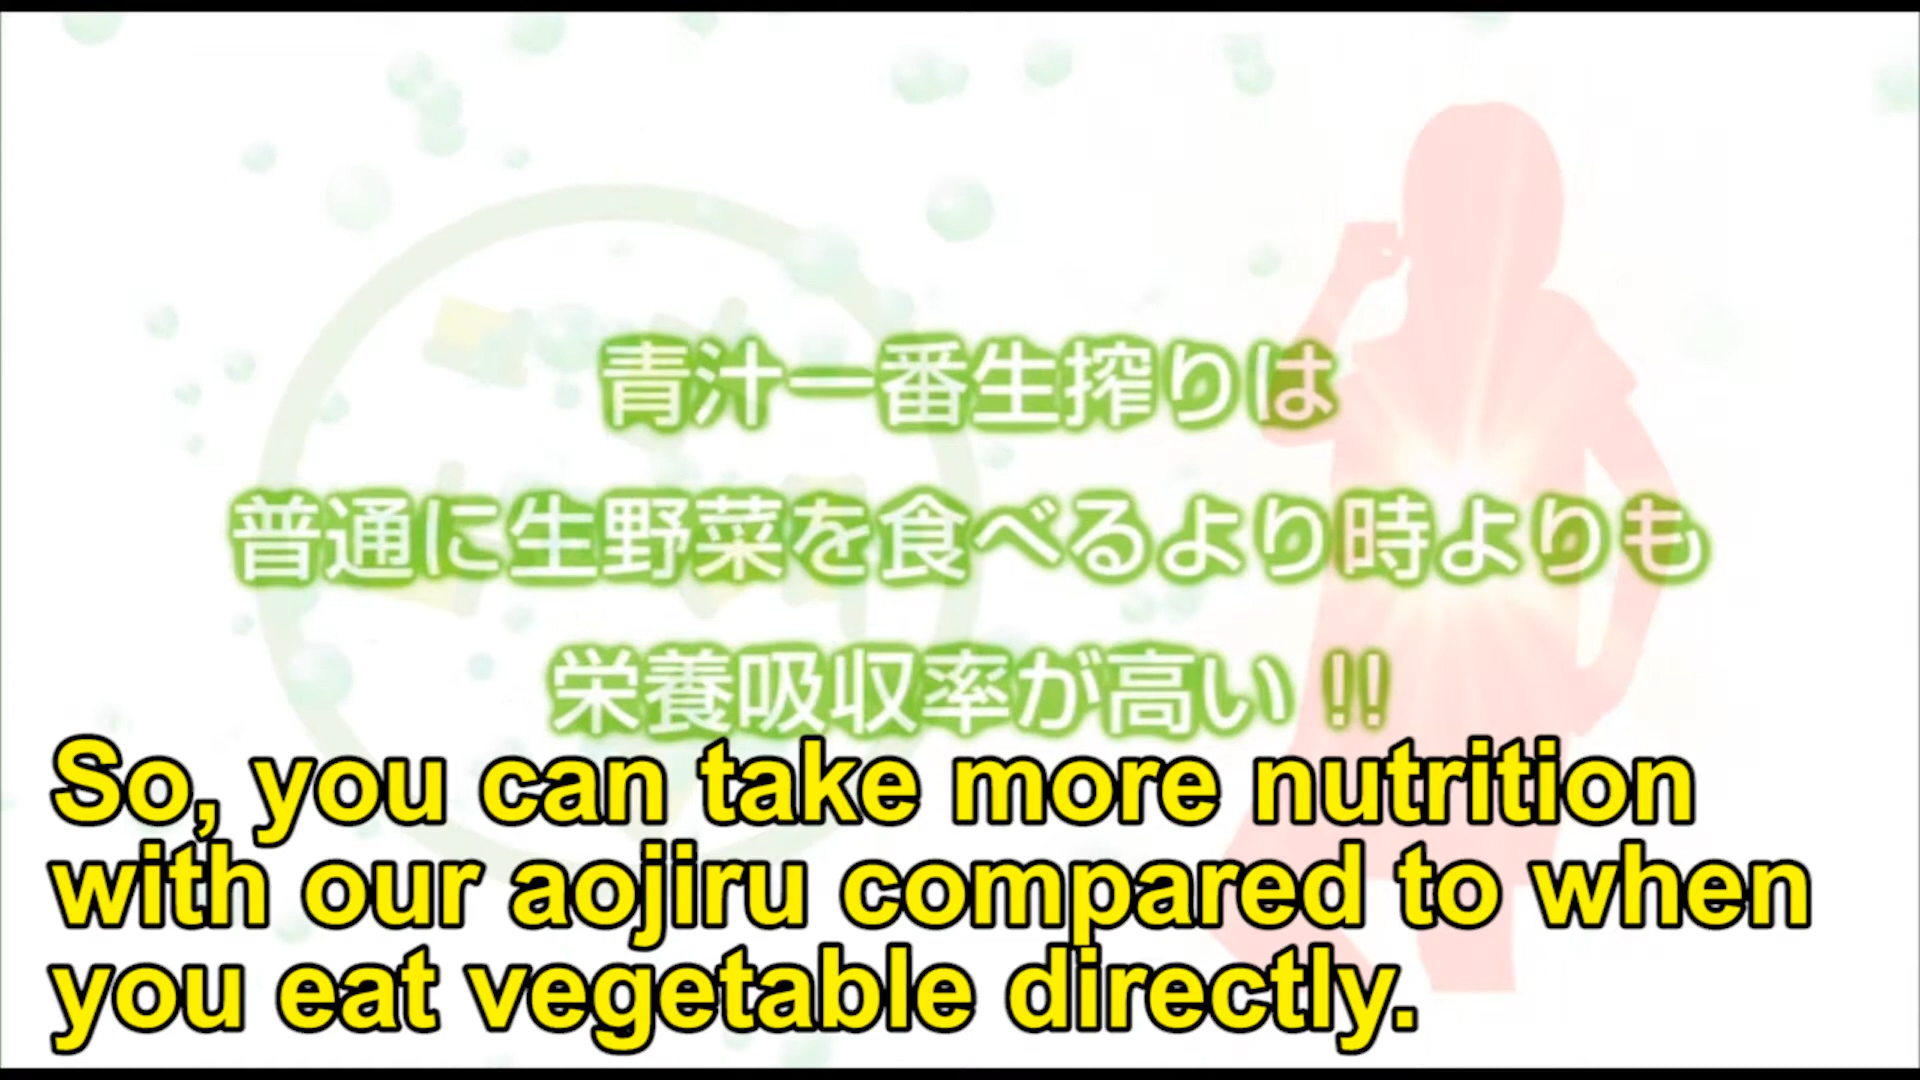 青汁一番生搾りは
普通に生野菜を食べるより時よりも
栄養吸収率が高い !!
So, you can take more nutrition
with our aojiru compared to when
you eat vegetable directly.